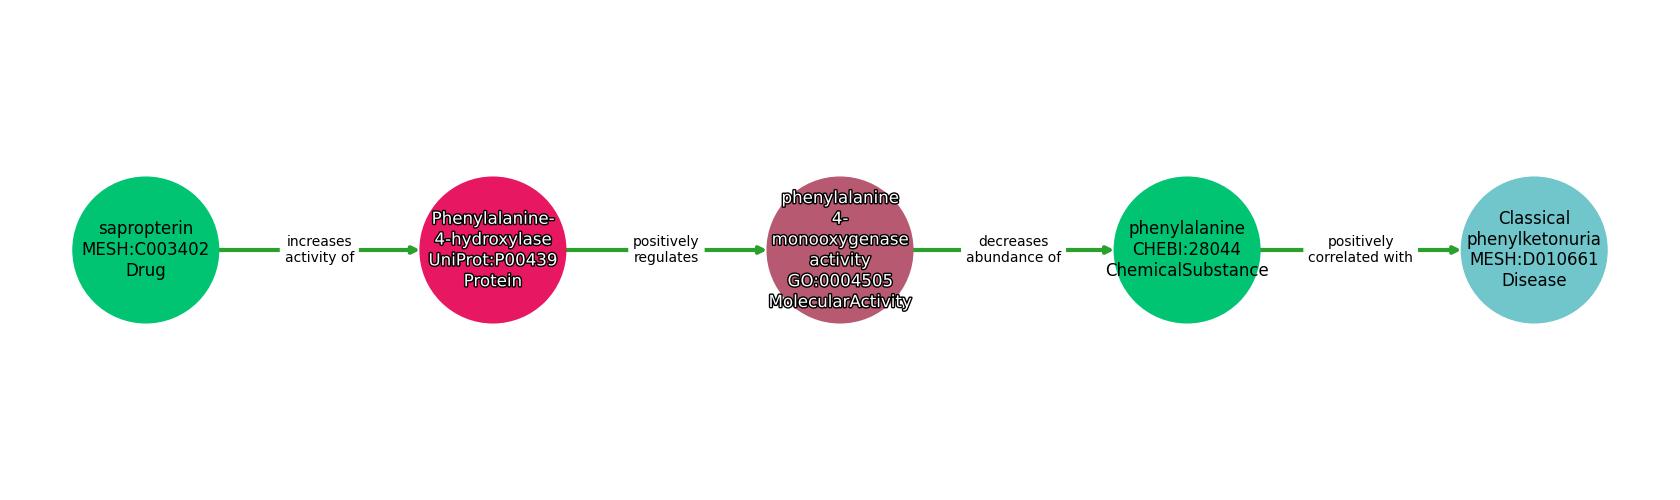 sapropterin
MESH:C003402
Drug
increases
activity of
Phenylalanine-
4-hydroxylase
UniProt:P00439
Protein
positively
regulates
phenylalanine
4-
monooxygenase
activity
GO:0004505
MolecularActivity
decreases
abundance of
phenylalanine
CHEBI:28044
ChemicalSubstance
positively
correlated with
Classical
phenylketonuria
MESH:D010661
Disease